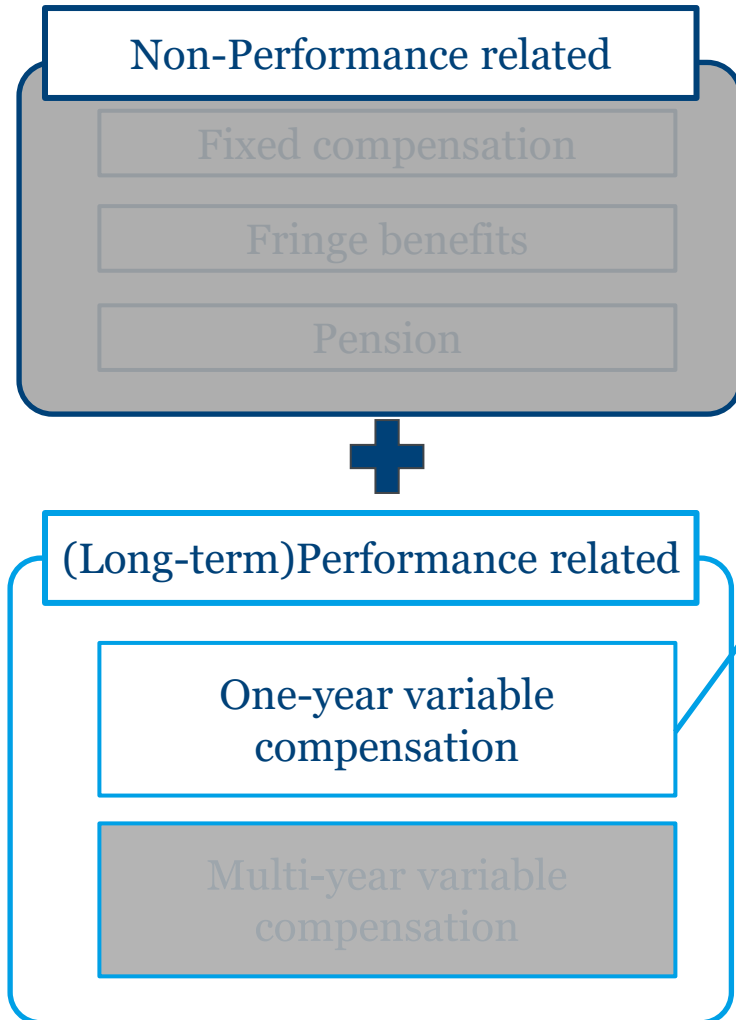 Non-Performance related
Fixed compensation
Fringe benefits
Pension
(Long-term)Performance related
One-year variable
compensation
Multi-year variable
compensation